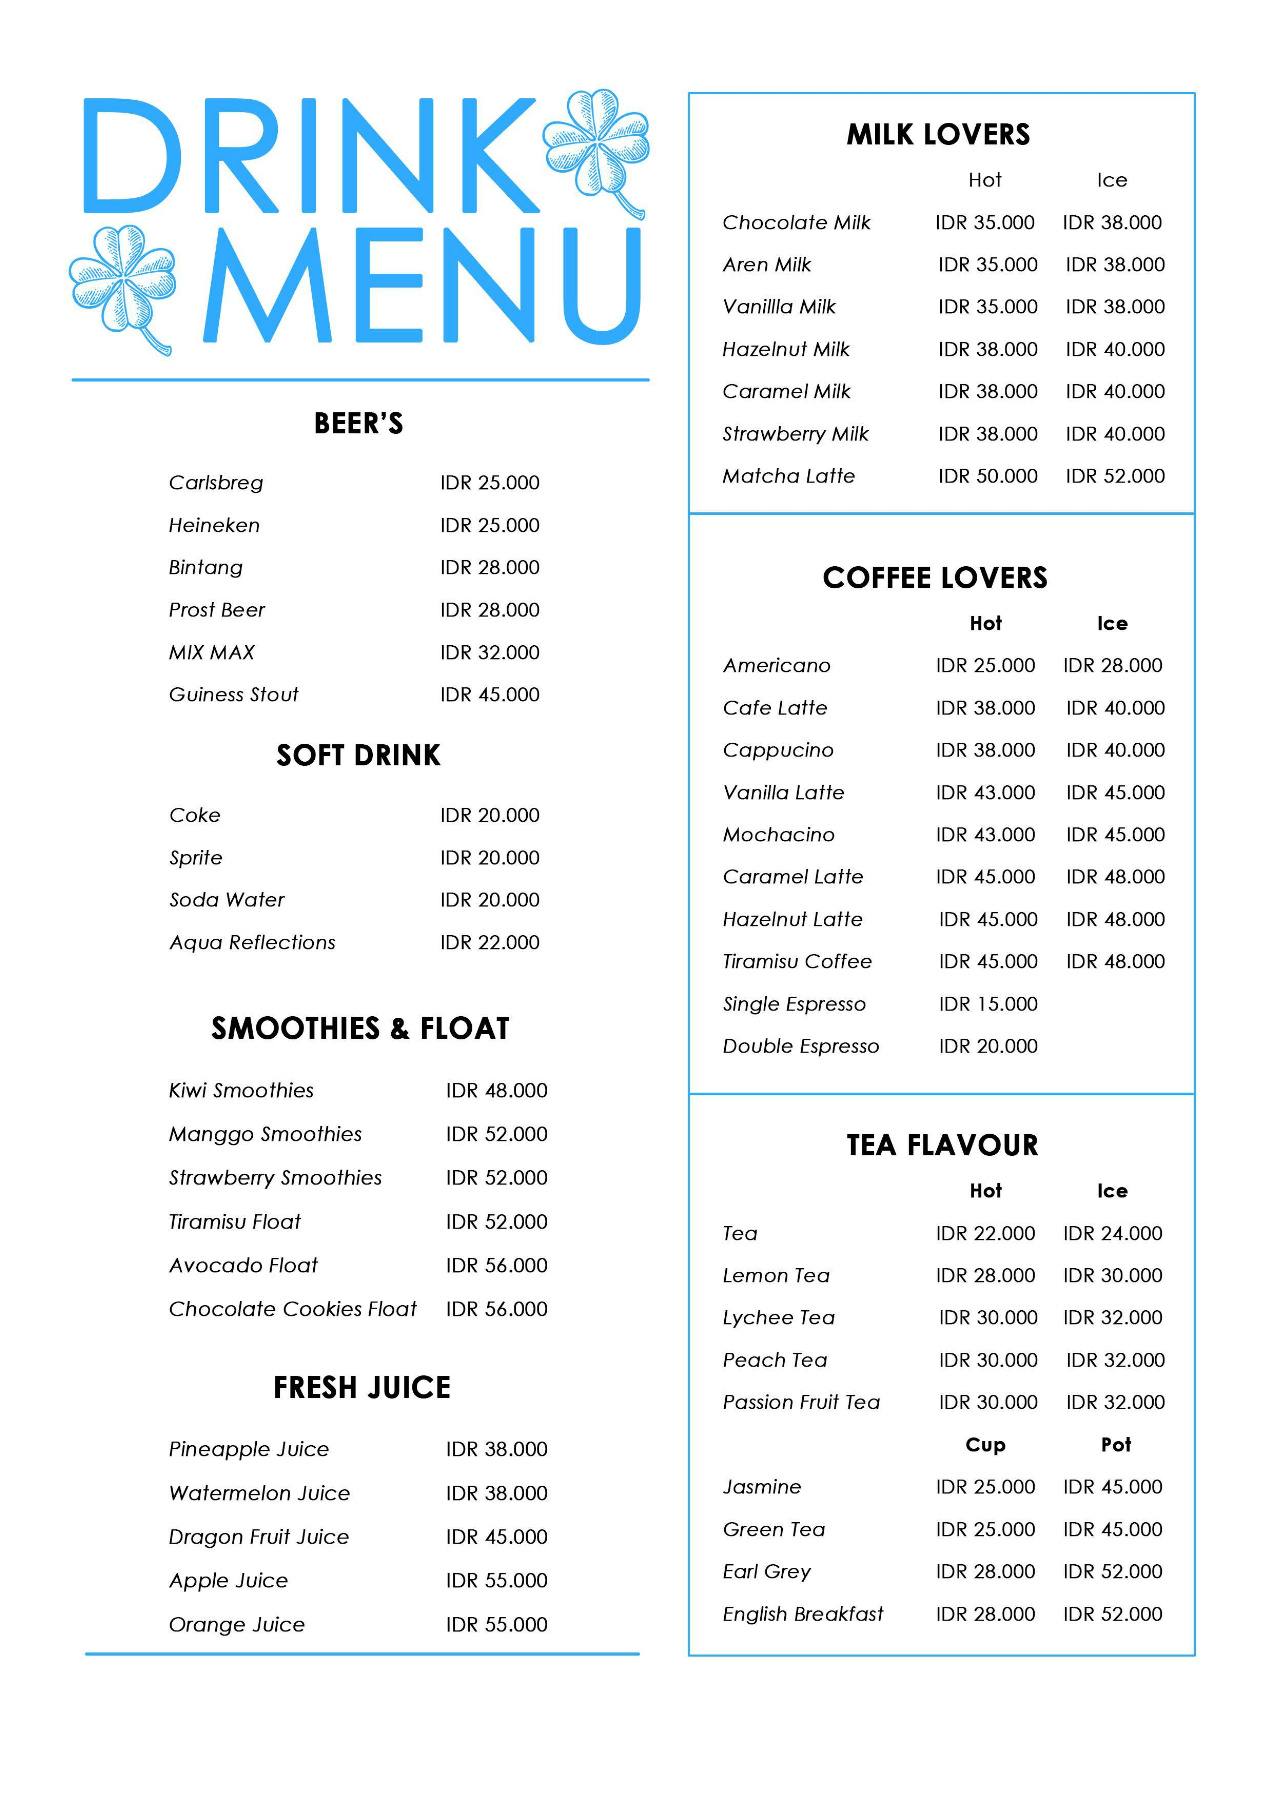 DRINK
MENU
BEER’S
Carlsbreg IDR 25.000
Heineken IDR 25.000
Bintang IDR 28.000
Prost Beer IDR 28.000
MIX MAX IDR 32.000
Guiness Stout IDR 45.000
SOFT DRINK
Coke IDR 20.000
Sprite IDR 20.000
Soda Water IDR 20.000
Aqua Reflections IDR 22.000
SMOOTHIES & FLOAT
Kiwi Smoothies IDR 48.000
Manggo Smoothies IDR 52.000
Strawberry Smoothies IDR 52.000
Tiramisu Float IDR 52.000
Avocado Float IDR 56.000
Chocolate Cookies Float IDR 56.000
FRESH JUICE
Pineapple Juice IDR 38.000
Watermelon Juice IDR 38.000
Dragon Fruit Juice IDR 45.000
Apple Juice IDR 55.000
Orange Juice IDR 55.000
MILK LOVERS
Hot Ice
Chocolate Milk IDR 35.000 IDR 38.000
Aren Milk IDR 35.000 IDR 38.000
Vanillla Milk IDR 35.000 IDR 38.000
Hazelnut Milk IDR 38.000 IDR 40.000
Caramel Milk IDR 38.000 IDR 40.000
Strawberry Milk IDR 38.000 IDR 40.000
Matcha Latte IDR 50.000 IDR 52.000
COFFEE LOVERS
Hot Ice
Americano IDR 25.000 IDR 28.000
Cafe Latte IDR 38.000 IDR 40.000
Cappucino IDR 38.000 IDR 40.000
Vanilla Latte IDR 43.000 IDR 45.000
Mochacino IDR 43.000 IDR 45.000
Caramel Latte IDR 45.000 IDR 48.000
Hazelnut Latte IDR 45.000 IDR 48.000
Tiramisu Coffee IDR 45.000 IDR 48.000
Single Espresso IDR 15.000
Double Espresso IDR 20.000
TEA FLAVOUR
Hot Ice
Tea IDR 22.000 IDR 24.000
Lemon Tea IDR 28.000 IDR 30.000
Lychee Tea IDR 30.000 IDR 32.000
Peach Tea IDR 30.000 IDR 32.000
Passion Fruit Tea IDR 30.000 IDR 32.000
Cup Pot
Jasmine IDR 25.000 IDR 45.000
Green Tea IDR 25.000 IDR 45.000
Earl Grey IDR 28.000 IDR 52.000
English Breakfast IDR 28.000 IDR 52.000